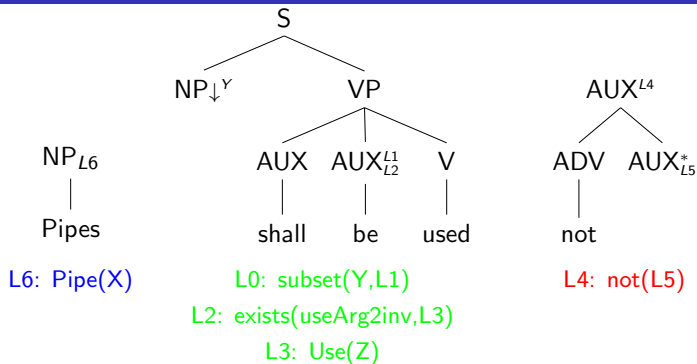 S
NP↓Y VP AUXL4
NPL6 AUX AUXL1L2 V ADV AUX*L5
Pipes shall be used not
L6: Pipe(X) L0: subset(Y,L1) L4: not(L5)
L2: exists(useArg2inv,L3)
L3: Use(Z)